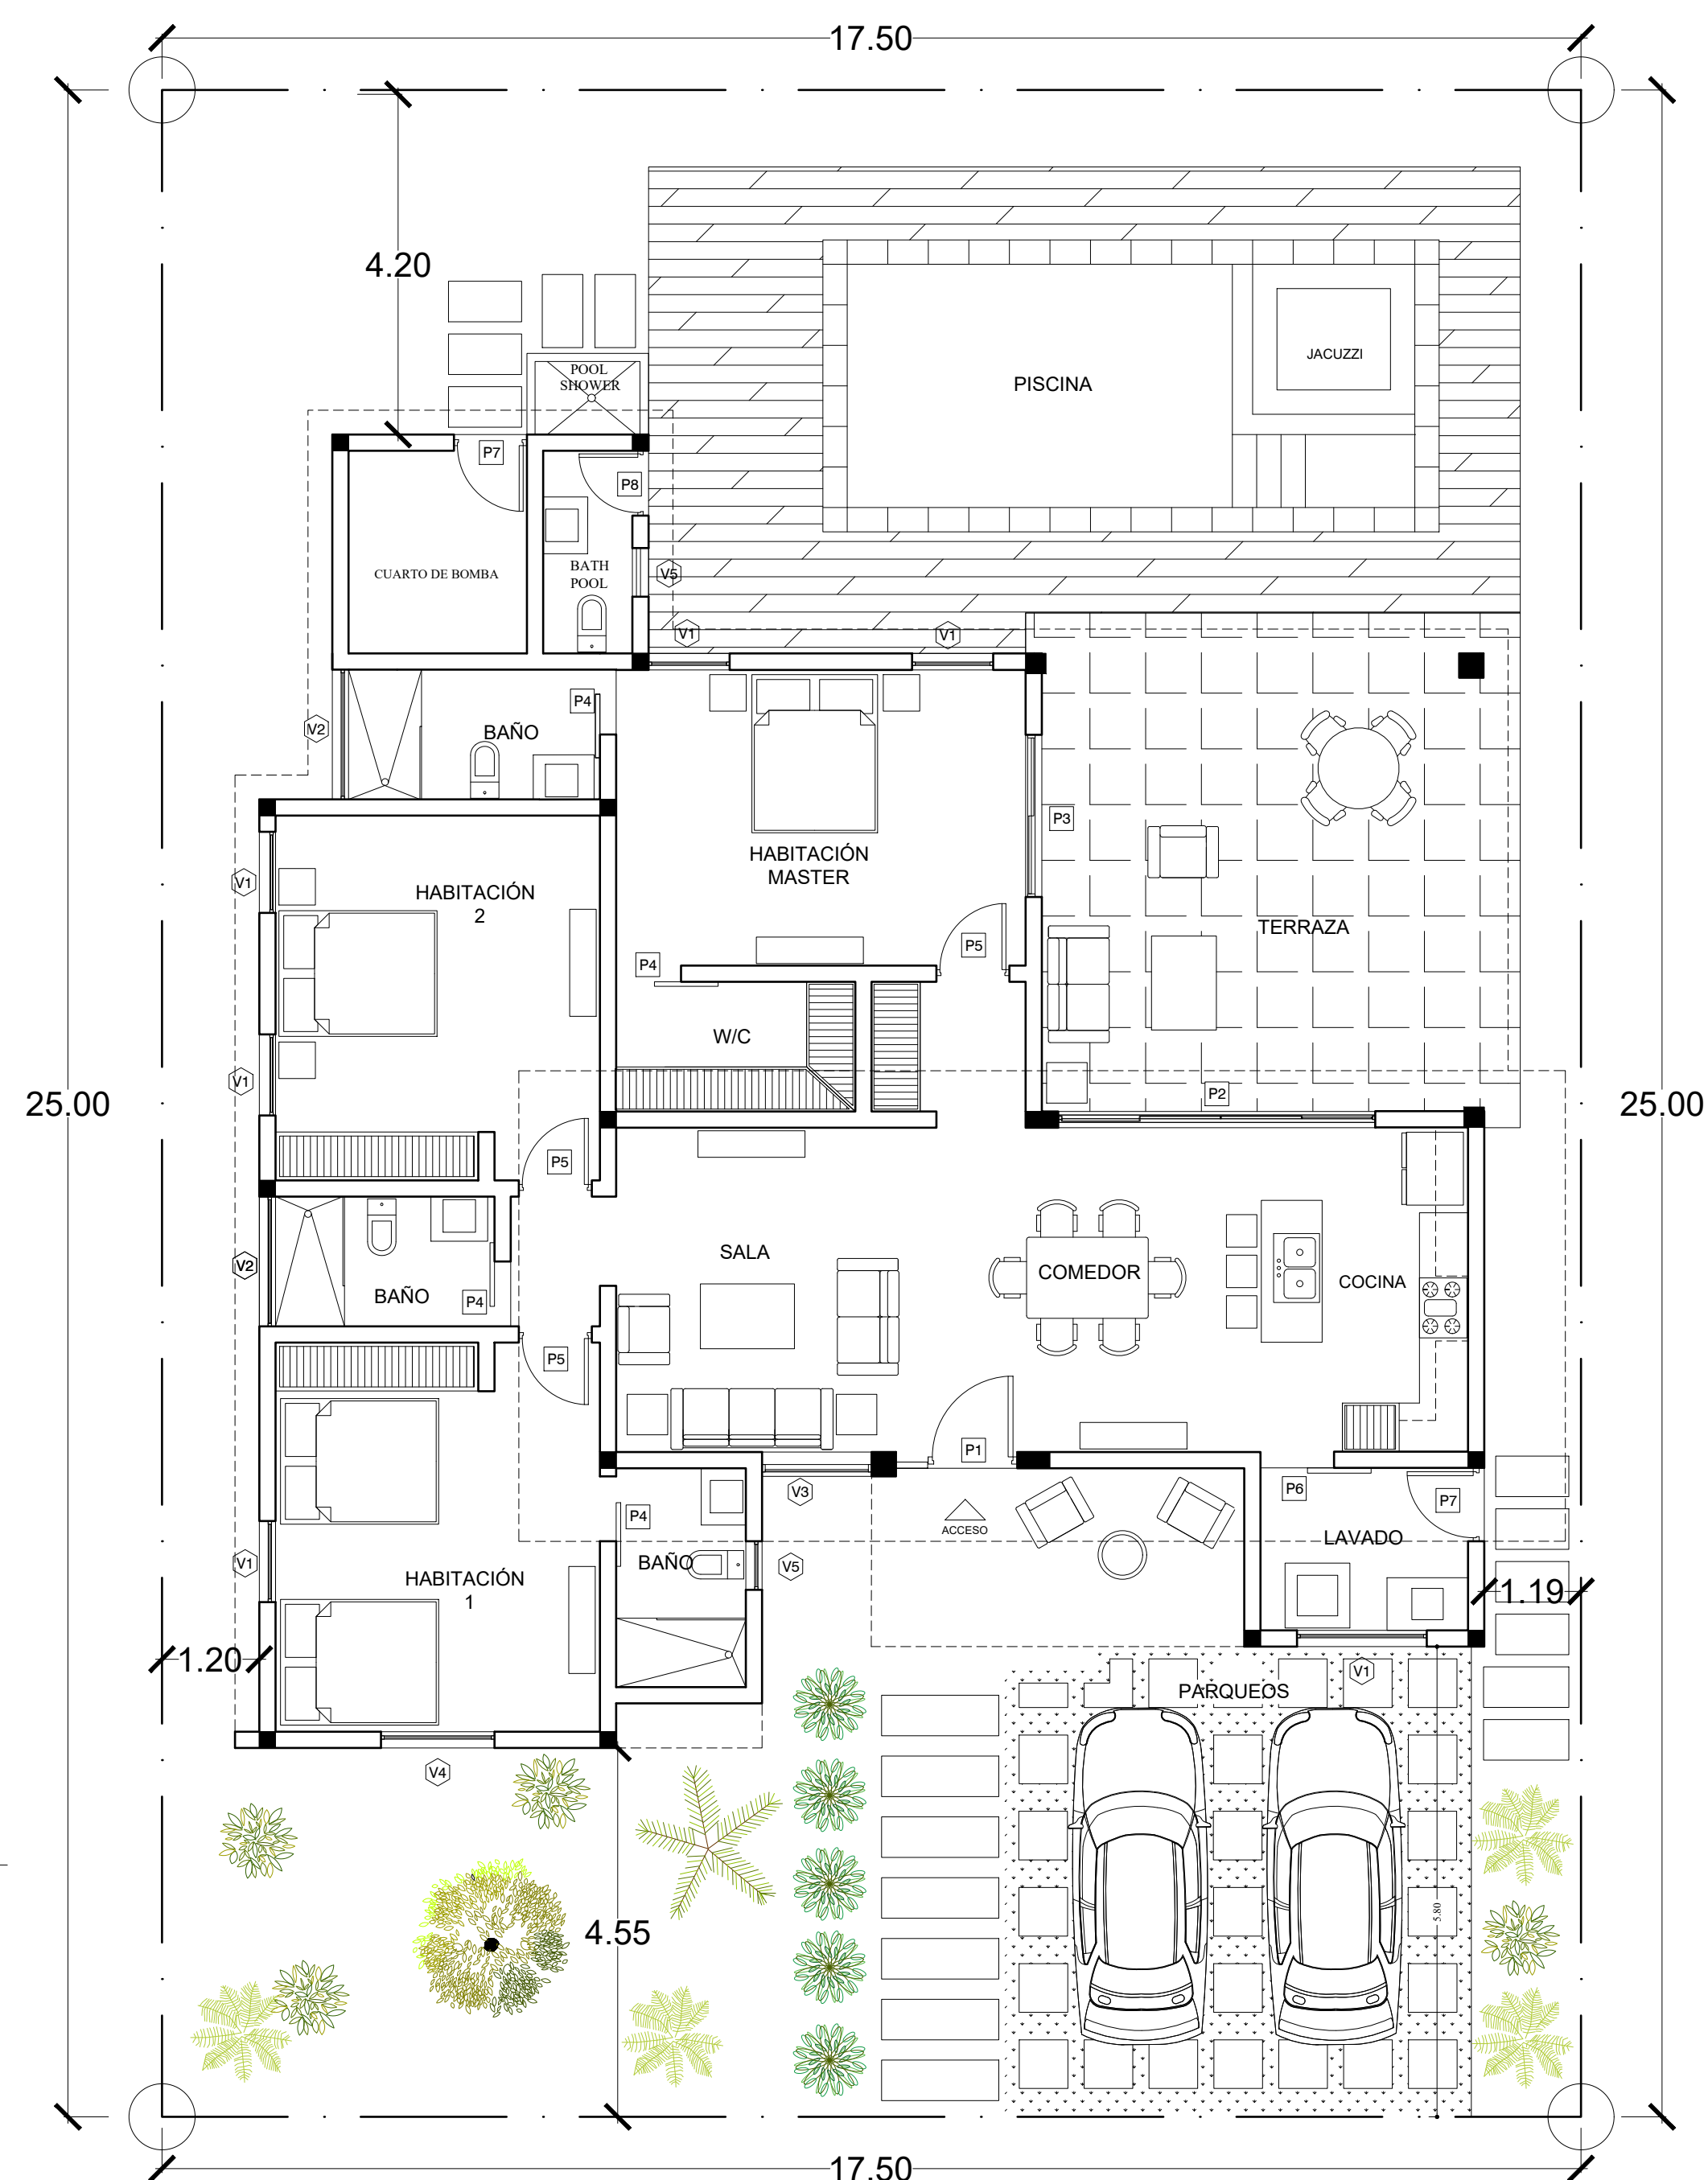 17.50
4.20
POOL
SHOWER
JACUZZI
PISCINA
P7
P8
CUARTO DE BOMBA
BATH
POOL
V5
V1
V1
P4
V2
BAÑO
P3
HABITACIÓN
MASTER
V1
HABITACIÓN
2
TERRAZA
P5
P4
W/C
V1
P2
25.00
25.00
P5
SALA
COMEDOR
COCINA
V2
BAÑO
P4
P5
P1
V3
P6
P7
P4
ACCESO
LAVADO
V1
BAÑO
V5
HABITACIÓN
1
1.19
1.20
V1
PARQUEOS
V4
5.80
4.55
17.50